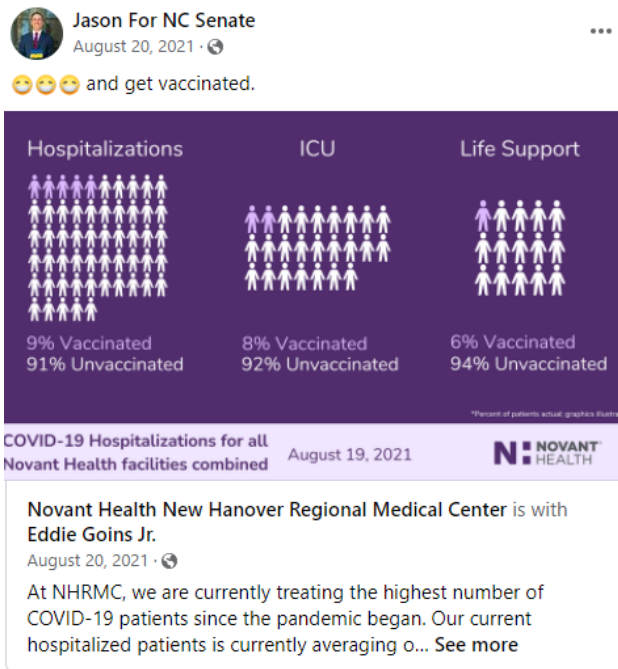 Jason For NC Senate
August 20, 2021 ·
and get vaccinated.
Hospitalizations
ICU
Life Support
9% Vaccinated
91% Unvaccinated
8% Vaccinated
92% Unvaccinated
6% Vaccinated
94% Unvaccinated
*Percent of patients actual; graphics
COVID-19 Hospitalizations for all
Novant Health facilities combined
August 19, 2021
NOVANT
HEALTH
Novant Health New Hanover Regional Medical Center is with
Eddie Goins Jr.
August 20, 2021 ·
At NHRMC, we are currently treating the highest number of
COVID-19 patients since the pandemic began. Our current
hospitalized patients is currently averaging o... See more